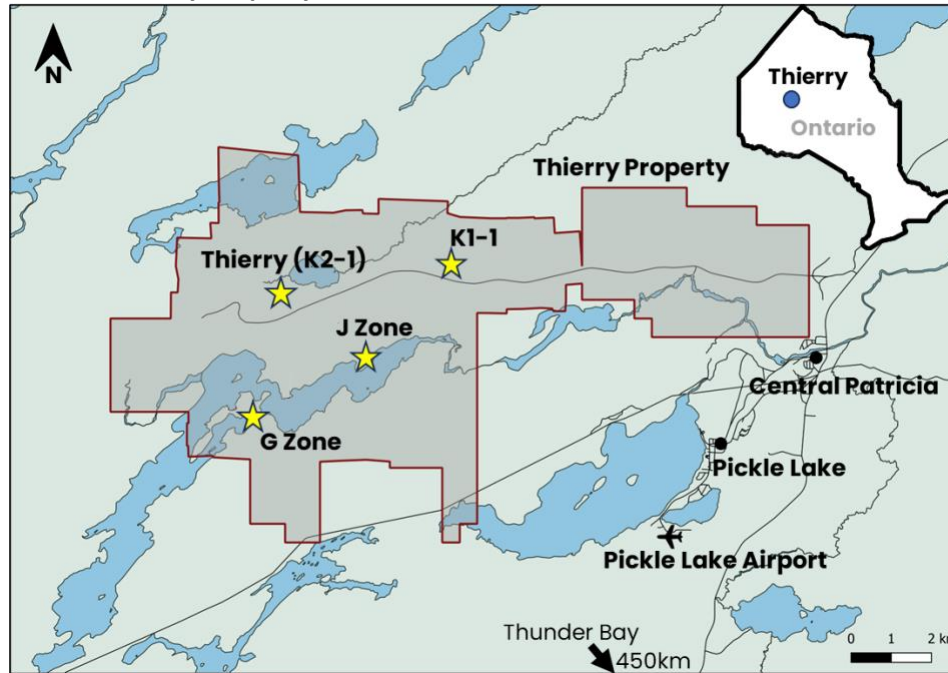 N
Thierry
Ontario
Thierry Property
K1-1
Thierry (K2-1)
J Zone
G Zone
Central Patricia
Pickle Lake
Pickle Lake Airport
Thunder Bay
450km
0 1 2 km